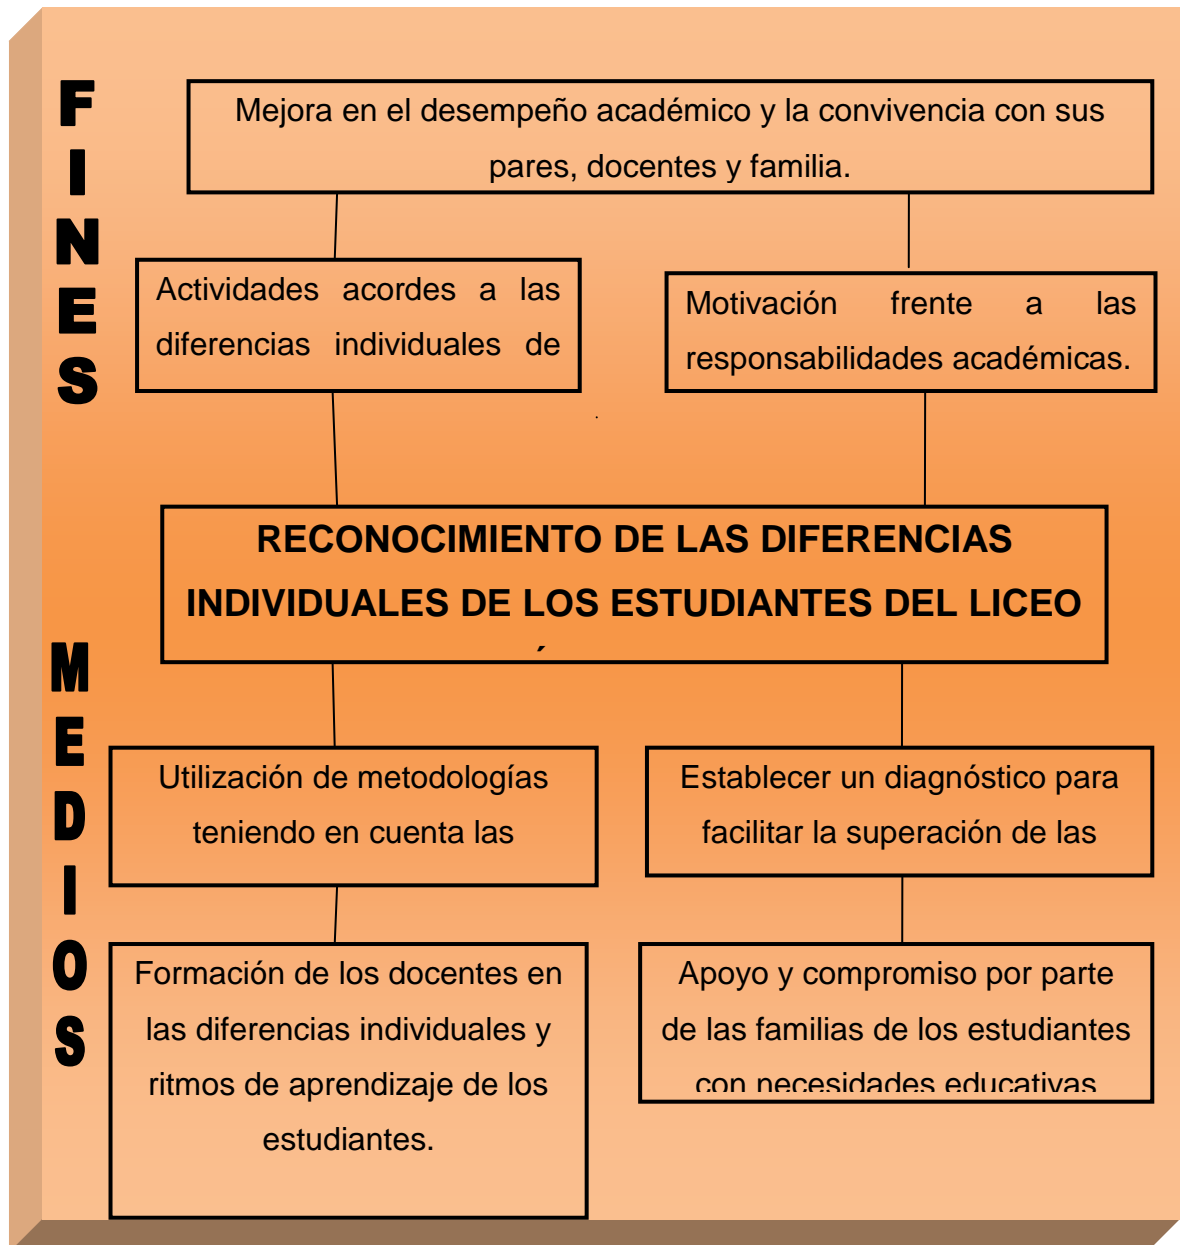 FINES
Mejora en el desempeño académico y la convivencia con sus
pares, docentes y familia.
Actividades acordes a las
diferencias individuales de
Motivación frente a las
responsabilidades académicas.
RECONOCIMIENTO DE LAS DIFERENCIAS
INDIVIDUALES DE LOS ESTUDIANTES DEL LICEO
MEDIOS
Utilización de metodologías
teniendo en cuenta las
Establecer un diagnóstico para
facilitar la superación de las
Formación de los docentes en
las diferencias individuales y
ritmos de aprendizaje de los
estudiantes.
Apoyo y compromiso por parte
de las familias de los estudiantes
con necesidades educativas